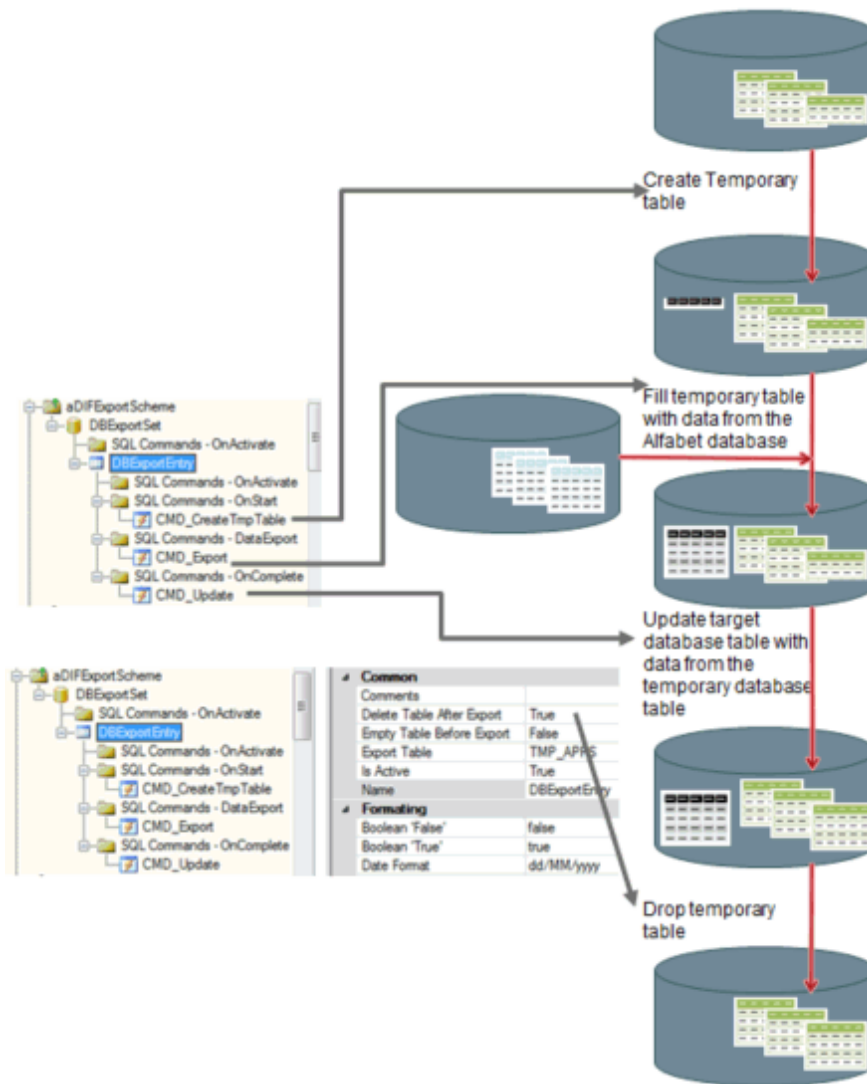 Create Temporary
table
Fill temporary table
with data from the
Alfabet database
aDIFExportScheme
DBExportSet
SQL Commands - OnActivate
DBExportEntry
SQL Commands - OnActivate
SQL Commands - OnStart
CMD_CreateTmpTable
SQL Commands - DataExport
CMD_Export
SQL Commands - OnComplete
CMD_Update
Update target
database table with
data from the
temporary database
table
aDIFExportScheme
DBExportSet
SQL Commands - OnActivate
DBExportEntry
SQL Commands - OnActivate
SQL Commands - OnStart
CMD_CreateTmpTable
SQL Commands - DataExport
CMD_Export
SQL Commands - OnComplete
CMD_Update
Common
Comments
Delete Table After Export True
Empty Table Before Export False
Export Table TMP_APPS
Is Active True
Name DBExportEntry
Formating
Boolean 'False' false
Boolean 'True' true
Date Format dd/MM/yyyy
Drop temporary
table